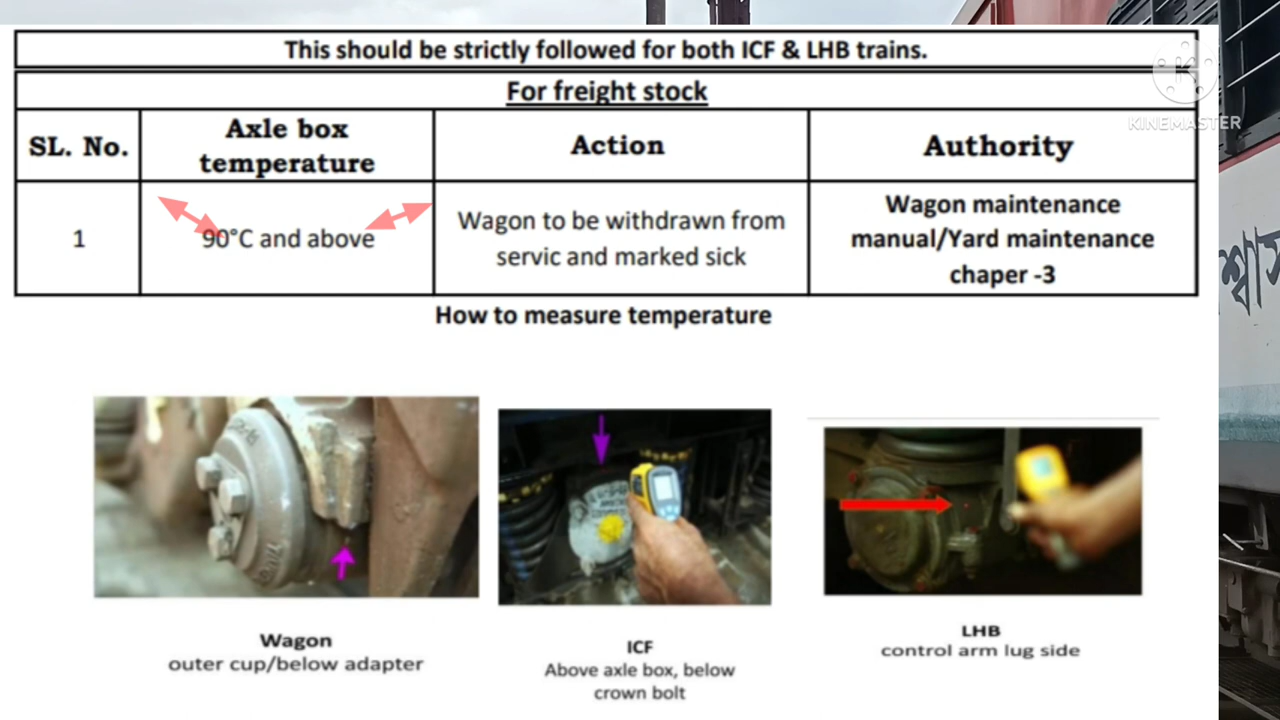 This should be strictly followed for both ICF & LHB trains.
For freight stock
SL. No.
Axle box
temperature
Action
Authority
1
90°C and above
Wagon to be withdrawn from
servic and marked sick
Wagon maintenance
manual/Yard maintenance
chaper -3
How to measure temperature
Wagon
outer cup/below adapter
ICF
Above axle box, below
crown bolt
LHB
control arm lug side
KINEMASTER